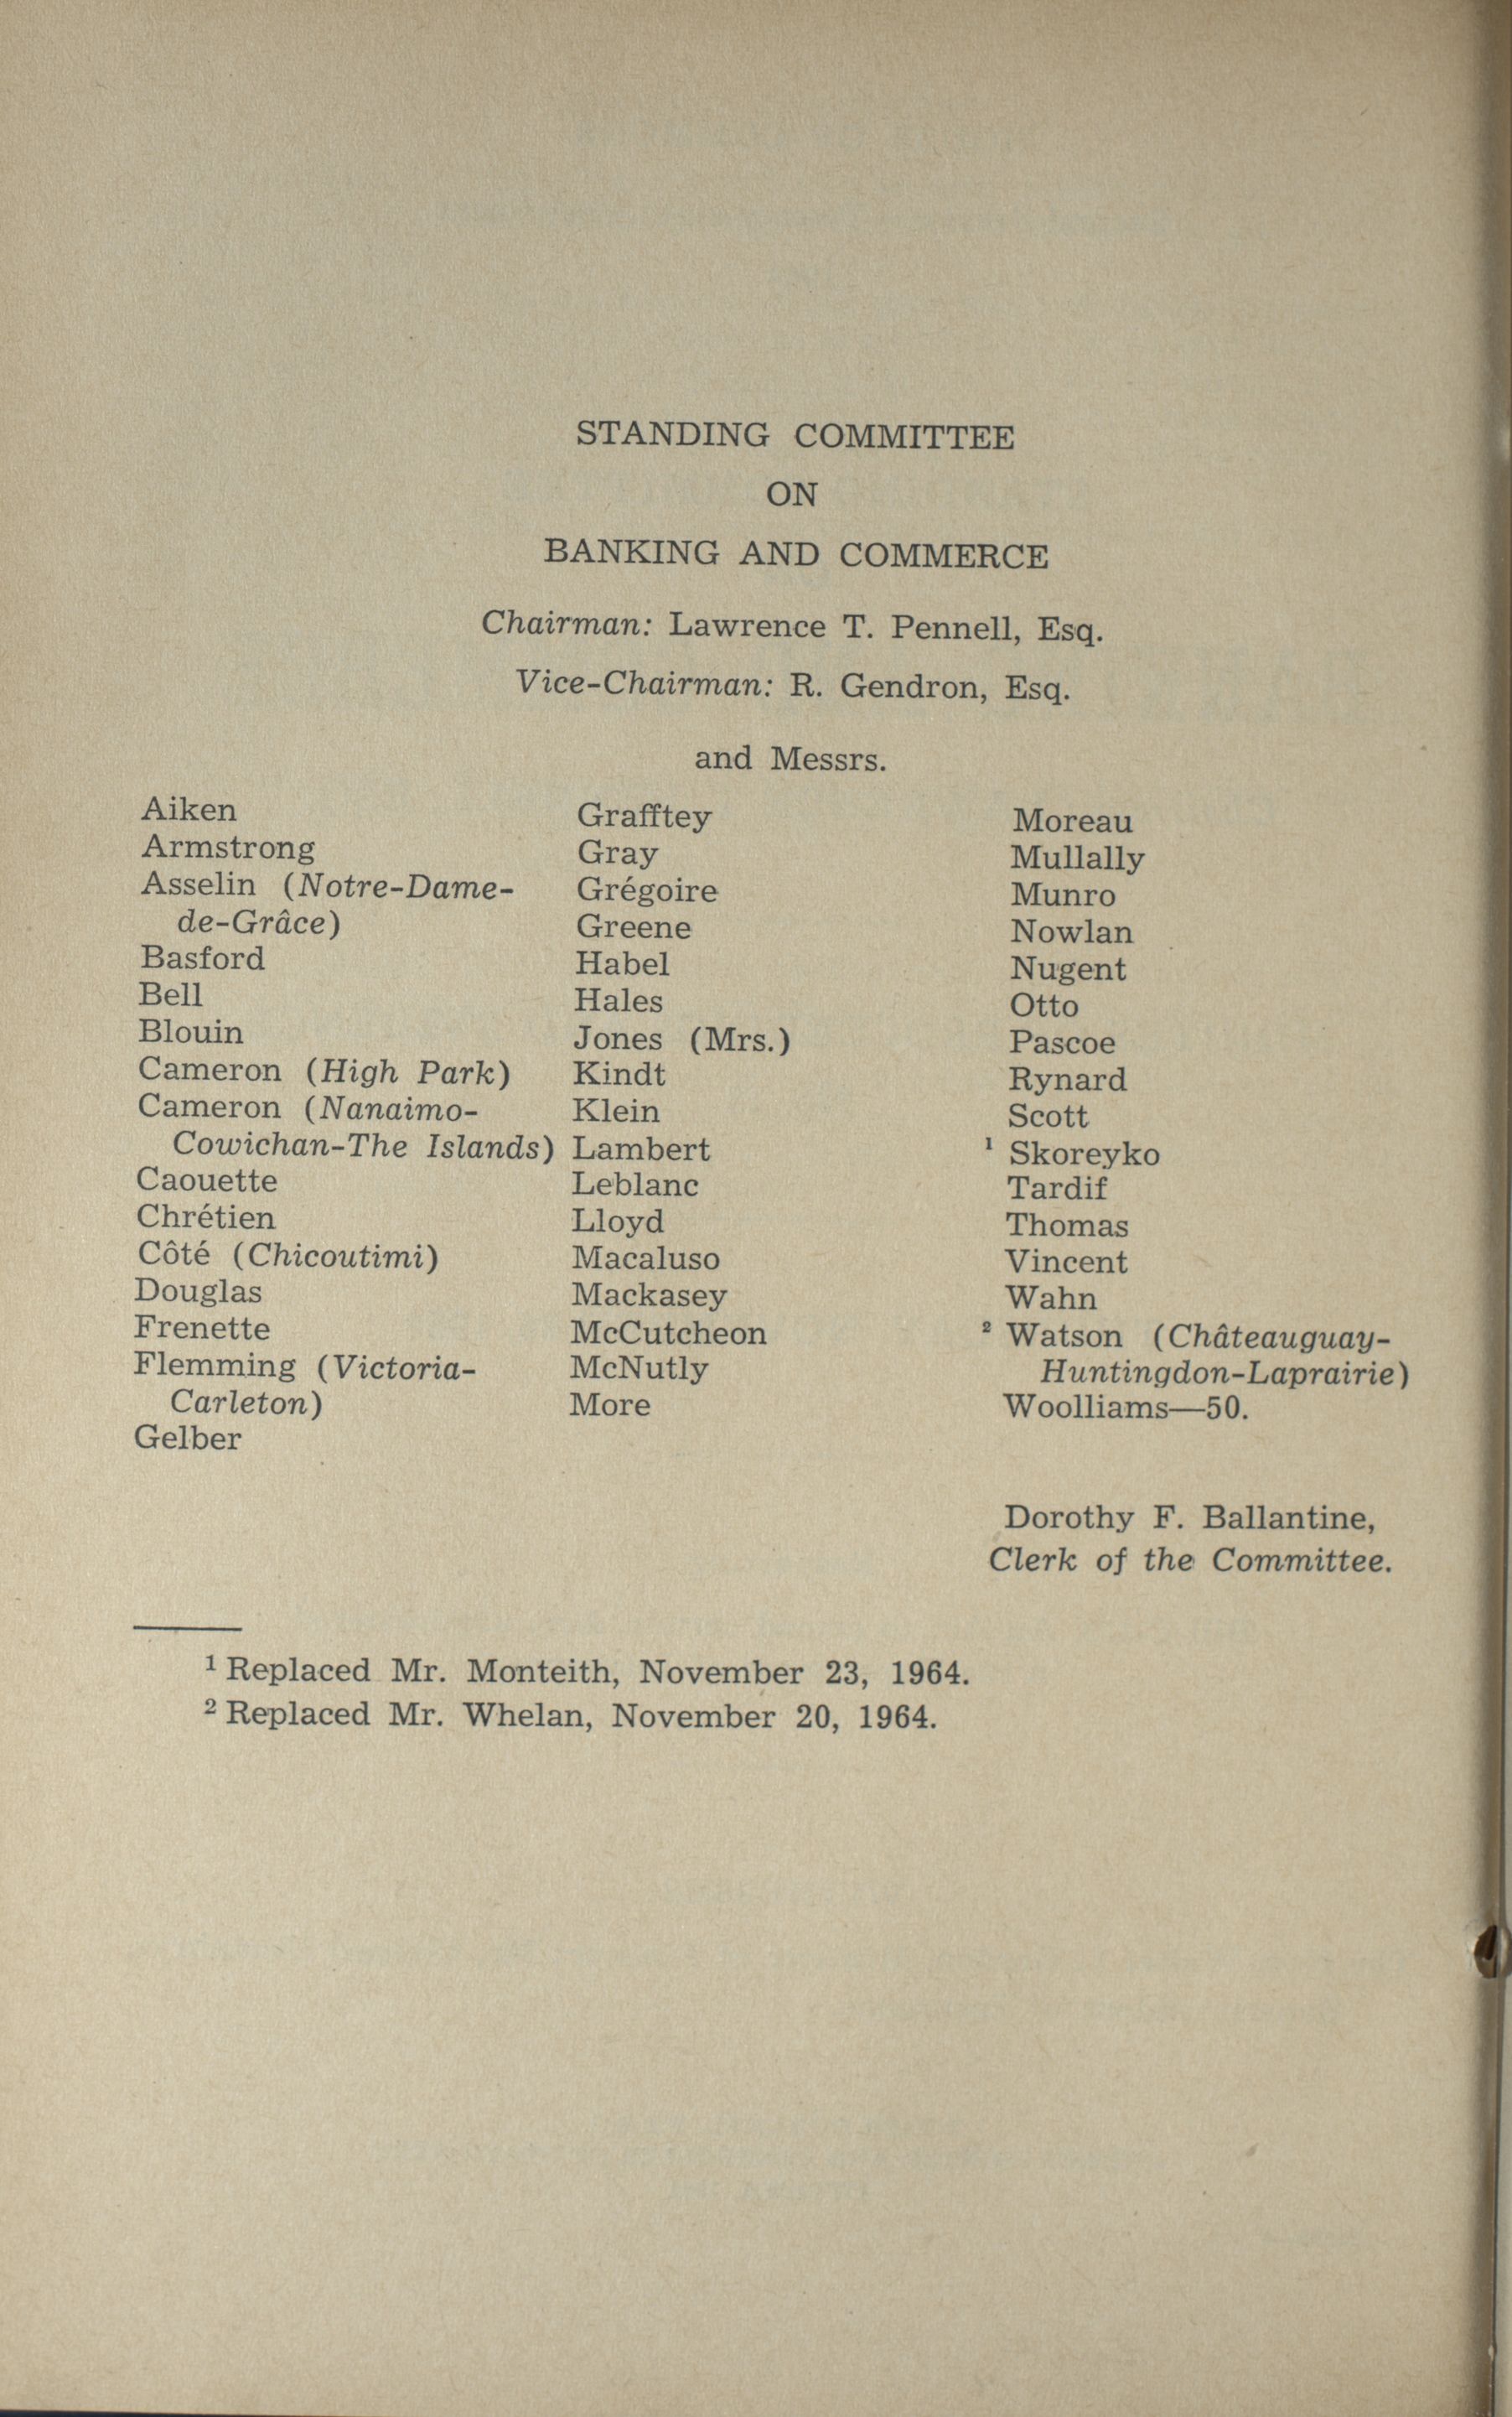 STANDING COMMITTEE
ON
BANKING AND COMMERCE
Chairman: Lawrence T. Pennell, Esq.
Vice-Chairman: R. Gendron, Esq.
and Messrs.
Aiken
Armstrong
Asselin (Notre-Dame-
de-Grâce)
Basford
Bell
Blouin
Cameron (High Park)
Cameron (Nanaimo-
Cowichan-The Islands)
Caouette
Chrétien
Côté (Chicoutimi)
Douglas
Frenette
Flemming (Victoria-
Carleton)
Gelber
Grafftey
Gray
Grégoire
Greene
Habel
Hales
Jones (Mrs.)
Kindt
Klein
Lambert
Leblanc
Lloyd
Macaluso
Mackasey
McCutcheon
McNutly
More
Moreau
Mullally
Munro
Nowlan
Nugent
Otto
Pascoe
Rynard
Scott
¹ Skoreyko
Tardif
Thomas
Vincent
Wahn
² Watson (Châteauguay-
Huntingdon-Laprairie)
Woolliams—50.
Dorothy F. Ballantine,
Clerk of the Committee.
¹ Replaced Mr. Monteith, November 23, 1964.
² Replaced Mr. Whelan, November 20, 1964.